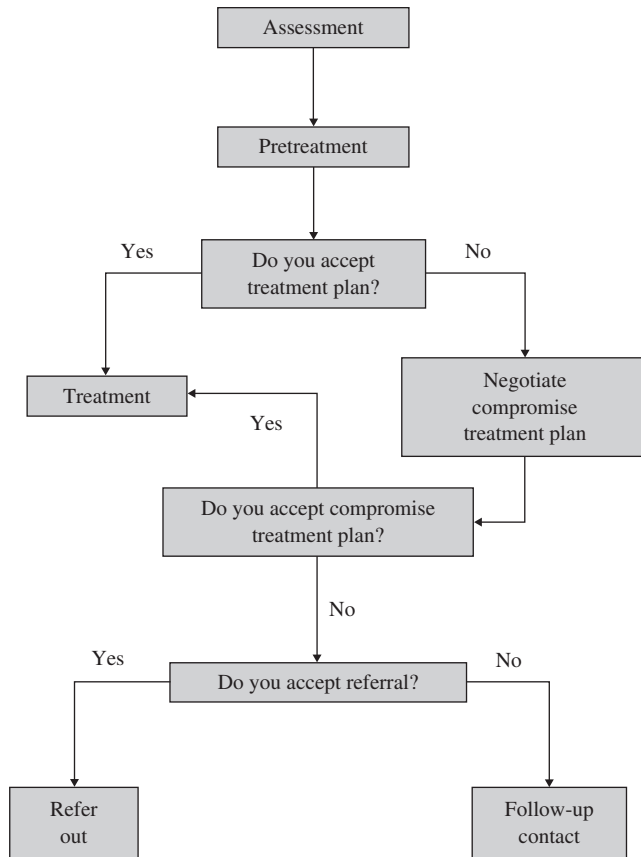 Assessment
Pretreatment
Yes
No
Do you accept
treatment plan?
Treatment
Negotiate
compromise
treatment plan
Yes
Do you accept compromise
treatment plan?
No
Yes
No
Do you accept referral?
Refer
out
Follow-up
contact